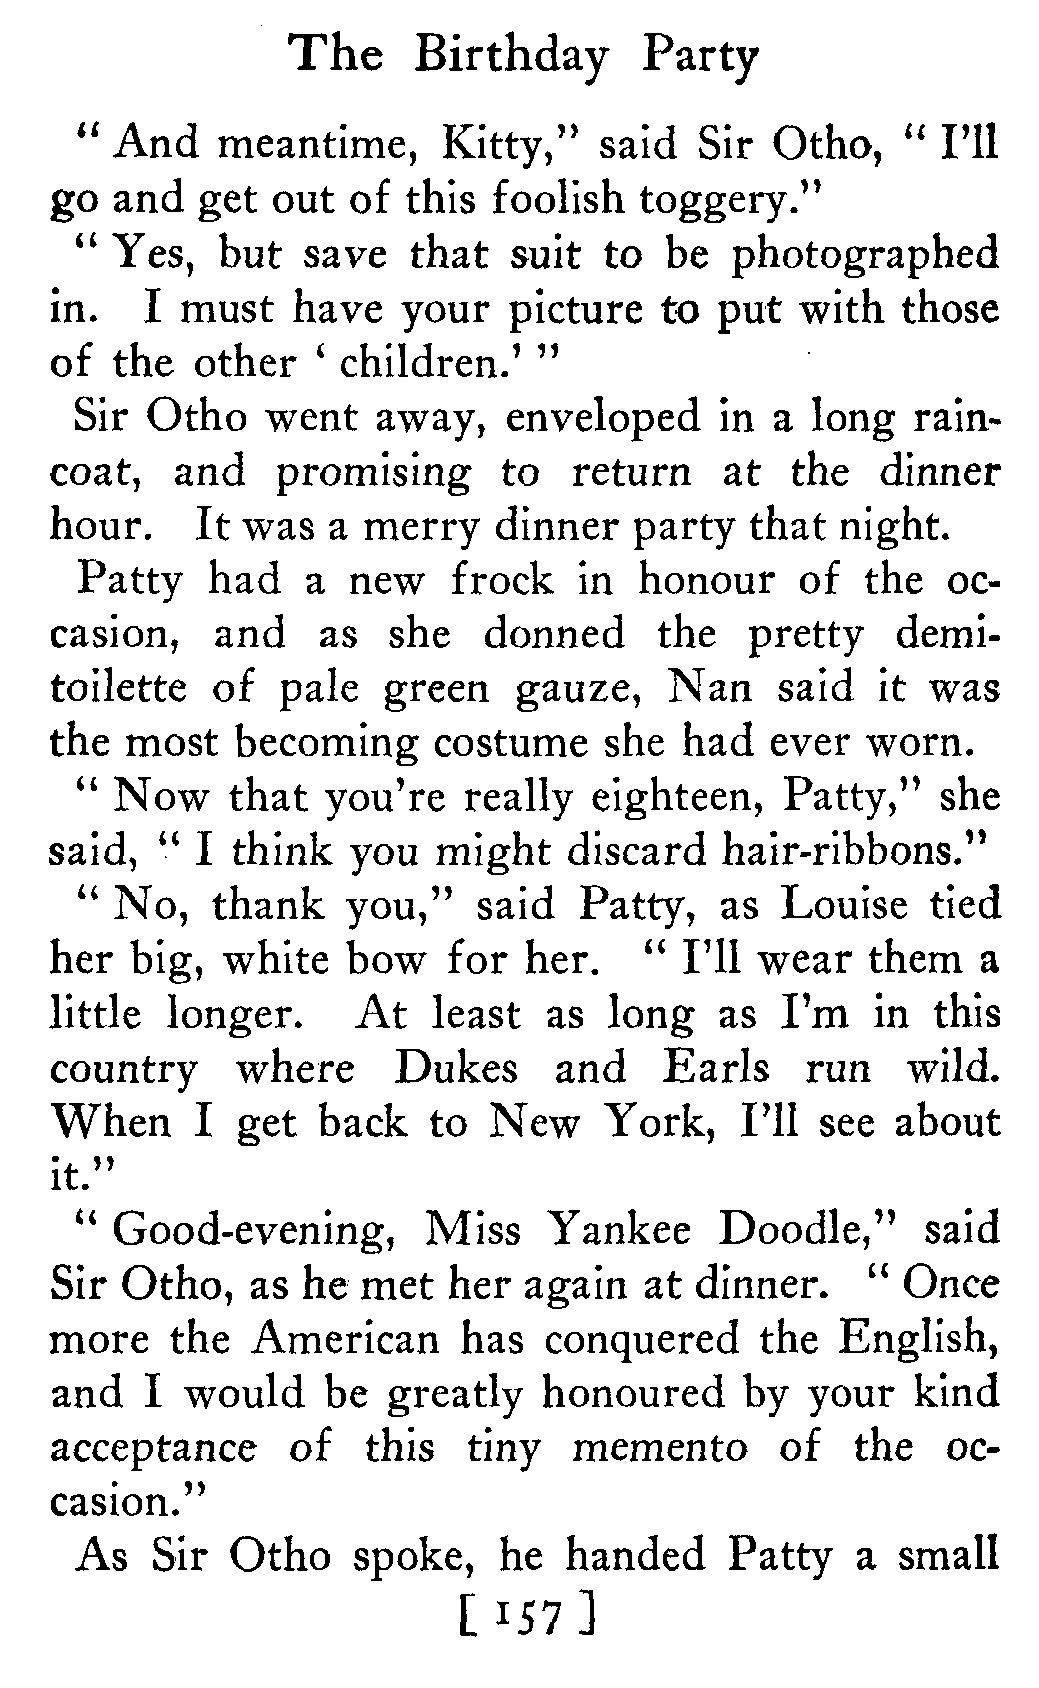 The Birthday Party
“ And meantime, Kitty,” said Sir Otho, “ I’ll
go and get out of this foolish toggery.”
“ Yes, but save that suit to be photographed
in. I must have your picture to put with those
of the other ‘ children.’ ”
Sir Otho went away, enveloped in a long rain-
coat, and promising to return at the dinner
hour. It was a merry dinner party that night.
Patty had a new frock in honour of the oc-
casion, and as she donned the pretty demi-
toilette of pale green gauze, Nan said it was
the most becoming costume she had ever worn.
“ Now that you’re really eighteen, Patty,” she
said, “ I think you might discard hair-ribbons.”
“ No, thank you,” said Patty, as Louise tied
her big, white bow for her. “ I’ll wear them a
little longer. At least as long as I’m in this
country where Dukes and Earls run wild.
When I get back to New York, I’ll see about
it.”
“ Good-evening, Miss Yankee Doodle,” said
Sir Otho, as he met her again at dinner. “ Once
more the American has conquered the English,
and I would be greatly honoured by your kind
acceptance of this tiny memento of the oc-
casion.”
As Sir Otho spoke, he handed Patty a small
[ 157 ]